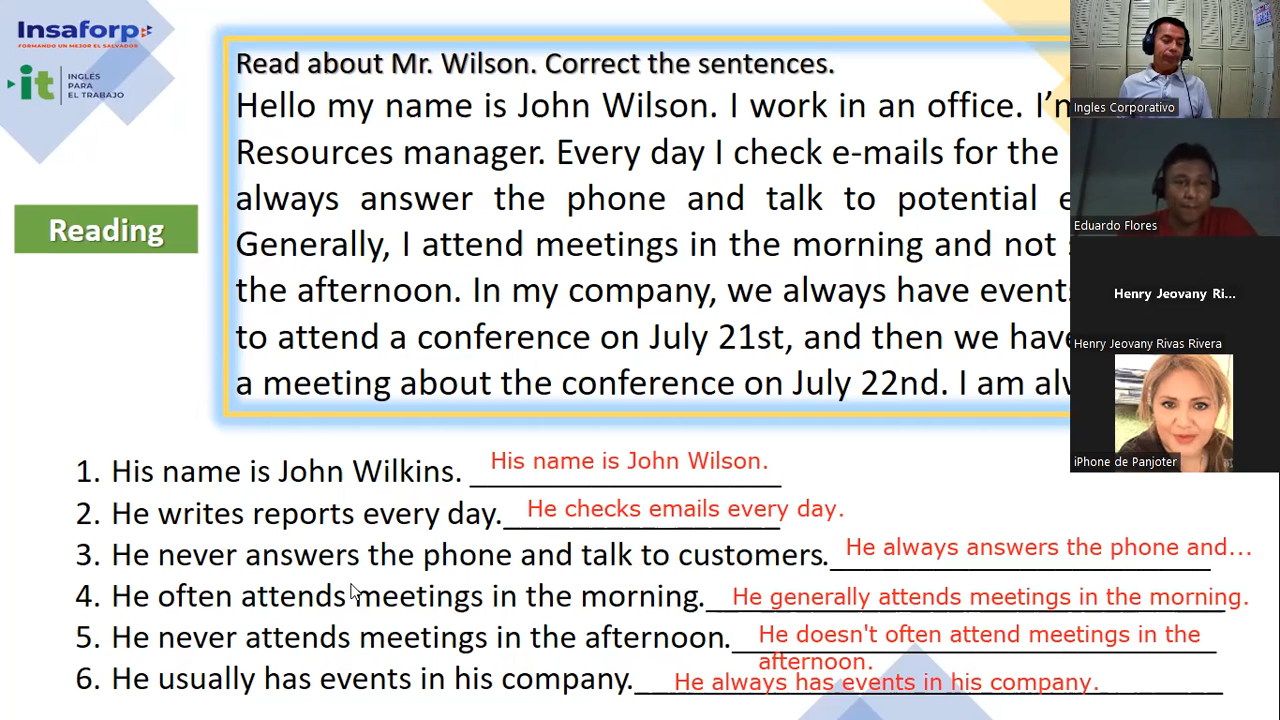 Insaforp
FORMANDO UN MEJOR EL SALVADOR
it
INGLÉS
PARA
EL TRABAJO
Reading
Read about Mr. Wilson. Correct the sentences.
Hello my name is John Wilson. I work in an office.
Resources manager. Every day I check e-mails for the
always answer the phone and talk to potential
Generally, I attend meetings in the morning and not
the afternoon. In my company, we always have
to attend a conference on July 21st, and then we
a meeting about the conference on July 22nd. I am
1. His name is John Wilkins. His name is John Wilson.
2. He writes reports every day. He checks emails every day.
3. He never answers the phone and talk to customers. He always answers the phone and...
4. He often attends meetings in the morning. He generally attends meetings in the morning.
5. He never attends meetings in the afternoon. He doesn't often attend meetings in the
afternoon.
6. He usually has events in his company. He always has events in his company.
Ingles Corporativo
Eduardo Flores
Henry Jeovany Ri...
Henry Jeovany Rivas Rivera
iPhone de Panjoter